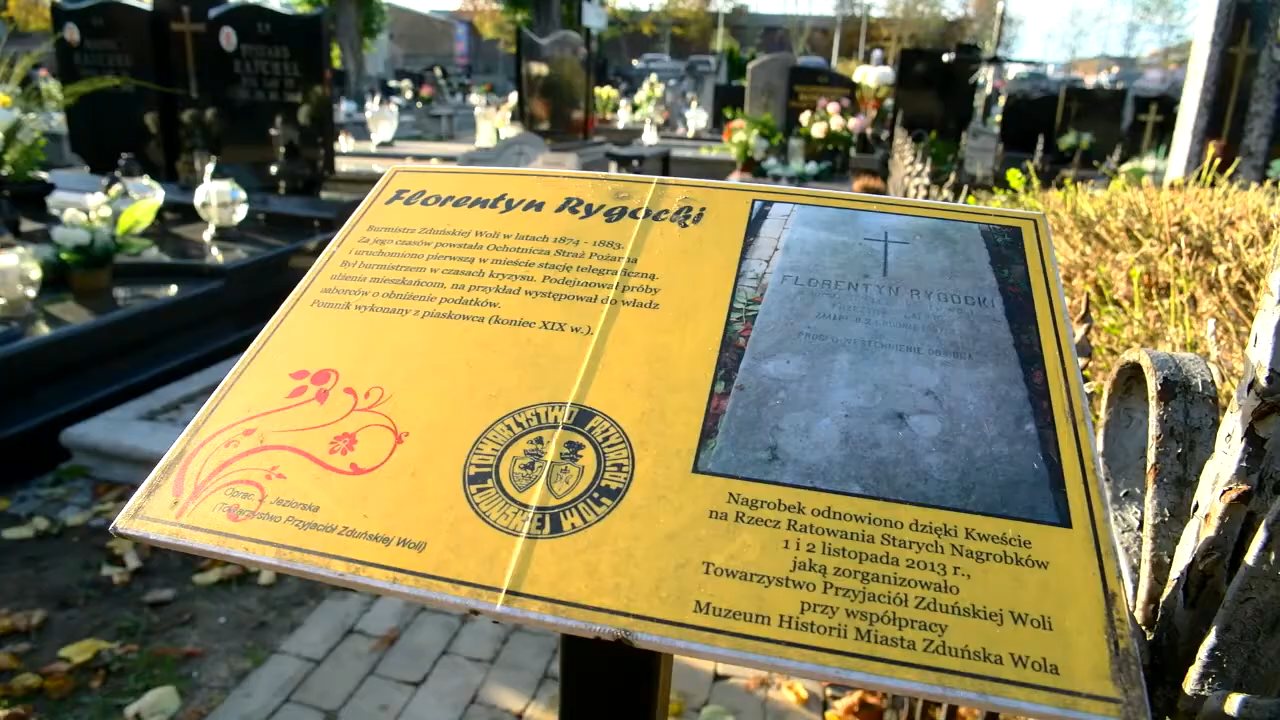 Florentyn Rygocki
Burmistrz Zduńskiej Woli w latach 1874 - 1883.
Za jego czasów powstała Ochotnicza Straż Pożarna
i uruchomiono pierwszą w mieście stację telegraficzną.
Był burmistrzem w czasach kryzysu. Podejmował próby
ulżenia mieszkańcom, na przykład występował do władz
zaborców o obniżenie podatków.
Pomnik wykonany z piaskowca (koniec XIX w.).
FLORENTYN RYGOCKI
TOWARZYSTWO PRZYJACIÓŁ
ZDUŃSKIEJ WOLI
Oprac. J. Jeziorska
(Towarzystwo Przyjaciół Zduńskiej Woli)
Nagrobek odnowiono dzięki Kweście
na Rzecz Ratowania Starych Nagrobków
1 i 2 listopada 2013 r.,
jaką zorganizowało
Towarzystwo Przyjaciół Zduńskiej Woli
przy współpracy
Muzeum Historii Miasta Zduńska Wola